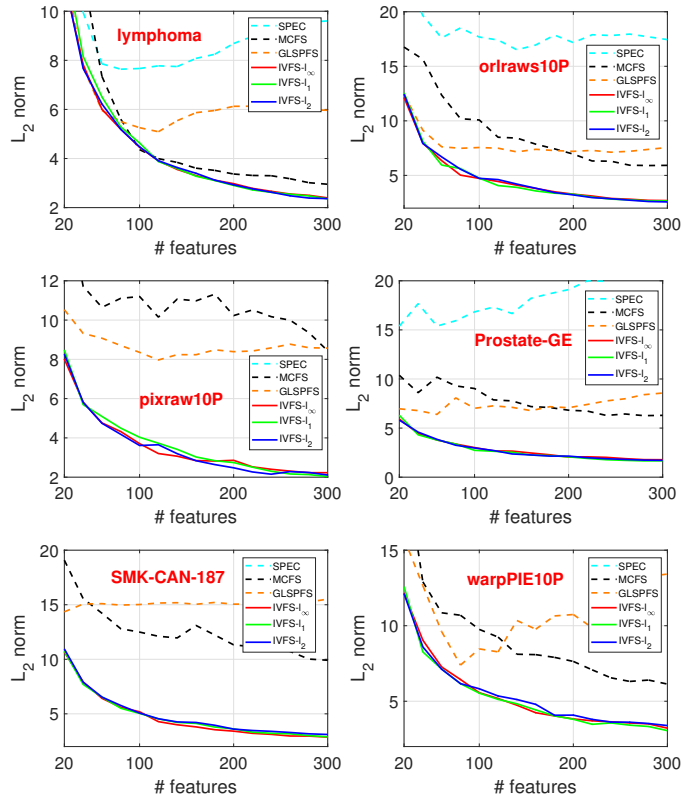 lymphoma
12
10
8
6
4
2
20
100
200
300
L2 norm
# features
SPEC
MCFS
GLSPFS
IVFS-l∞
IVFS-l1
IVFS-l2
orlraws10P
20
15
10
5
20
100
200
300
L2 norm
# features
SPEC
MCFS
GLSPFS
IVFS-l∞
IVFS-l1
IVFS-l2
pixraw10P
12
10
8
6
4
2
20
100
200
300
L2 norm
# features
SPEC
MCFS
GLSPFS
IVFS-l∞
IVFS-l1
IVFS-l2
Prostate-GE
20
15
10
5
0
20
100
200
300
L2 norm
# features
SPEC
MCFS
GLSPFS
IVFS-l∞
IVFS-l1
IVFS-l2
SMK-CAN-187
20
15
10
5
20
100
200
300
L2 norm
# features
SPEC
MCFS
GLSPFS
IVFS-l∞
IVFS-l1
IVFS-l2
warpPIE10P
15
10
5
20
100
200
300
L2 norm
# features
SPEC
MCFS
GLSPFS
IVFS-l∞
IVFS-l1
IVFS-l2